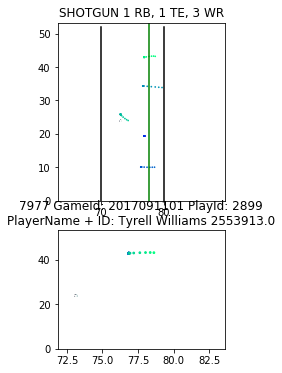 SHOTGUN 1 RB, 1 TE, 3 WR
50
40
30
20
10
0
70 80
7977 GameId: 2017091101 PlayId: 2899
PlayerName + ID: Tyrell Williams 2553913.0
40
20
0
72.5 75.0 77.5 80.0 82.5